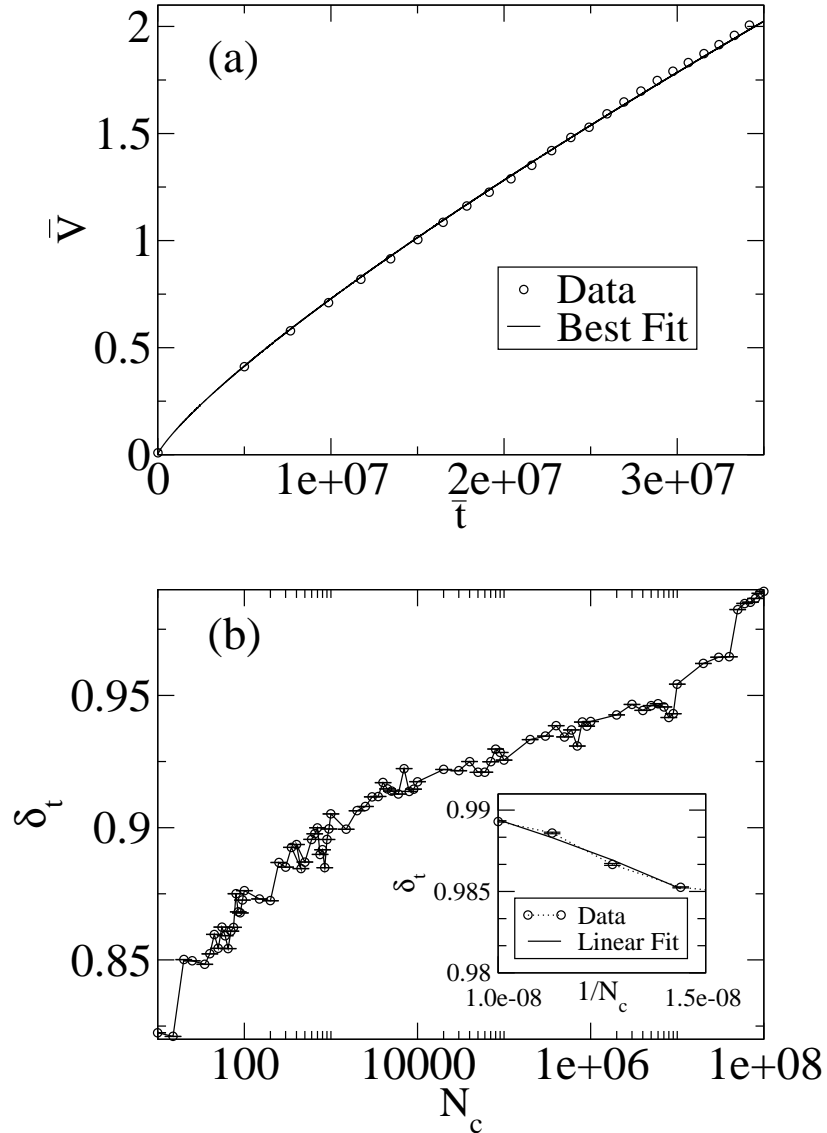 (a)
2
1.5
1
0.5
0
V̄
Data
Best Fit
0
1e+07
2e+07
3e+07
t̄
(b)
0.95
0.9
0.85
δt
100
10000
1e+06
1e+08
Nc
0.99
0.985
0.98
δt
Data
Linear Fit
1.0e-08
1/Nc
1.5e-08